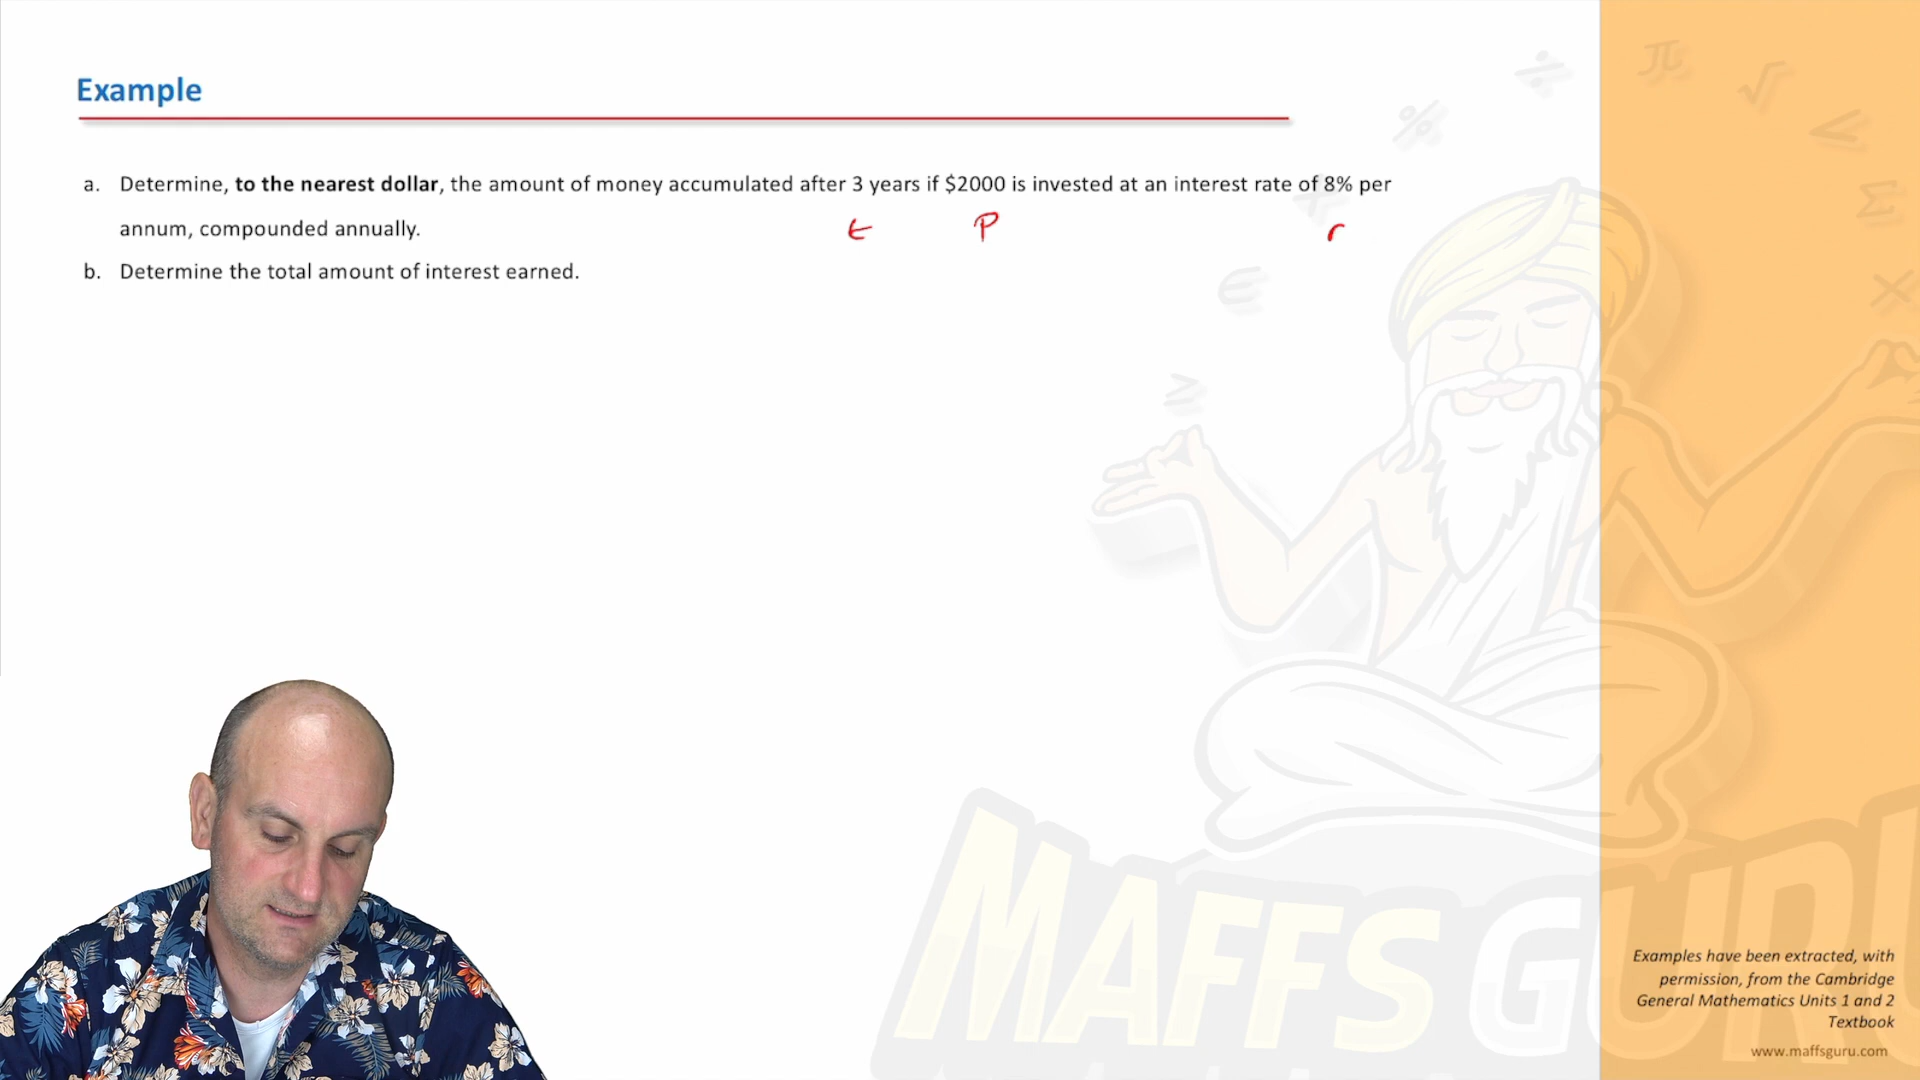 Example
a. Determine, to the nearest dollar, the amount of money accumulated after 3 years if $2000 is invested at an interest rate of 8% per
annum, compounded annually.
t P r
b. Determine the total amount of interest earned.
÷ π √ <
% x Σ
∈ ×
≥
MAFFS GURU
Examples have been extracted, with
permission, from the Cambridge
General Mathematics Units 1 and 2
Textbook
www.maffsguru.com